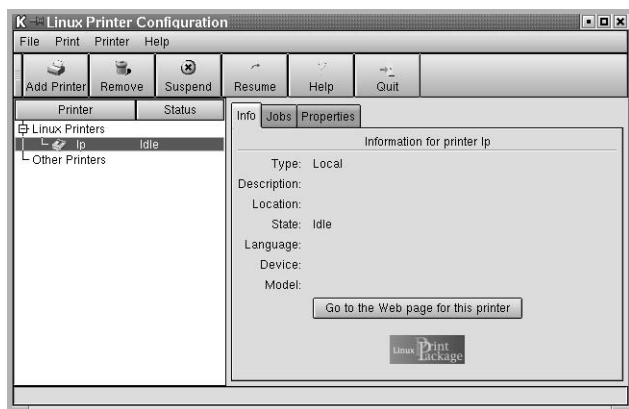 K Linux Printer Configuration
File Print Printer Help
Add Printer Remove Suspend Resume Help Quit
Printer Status
Linux Printers
lp Idle
Other Printers
Info Jobs Properties
Information for printer lp
Type: Local
Description:
Location:
State: Idle
Language:
Device:
Model:
Go to the Web page for this printer
Linux Print Package